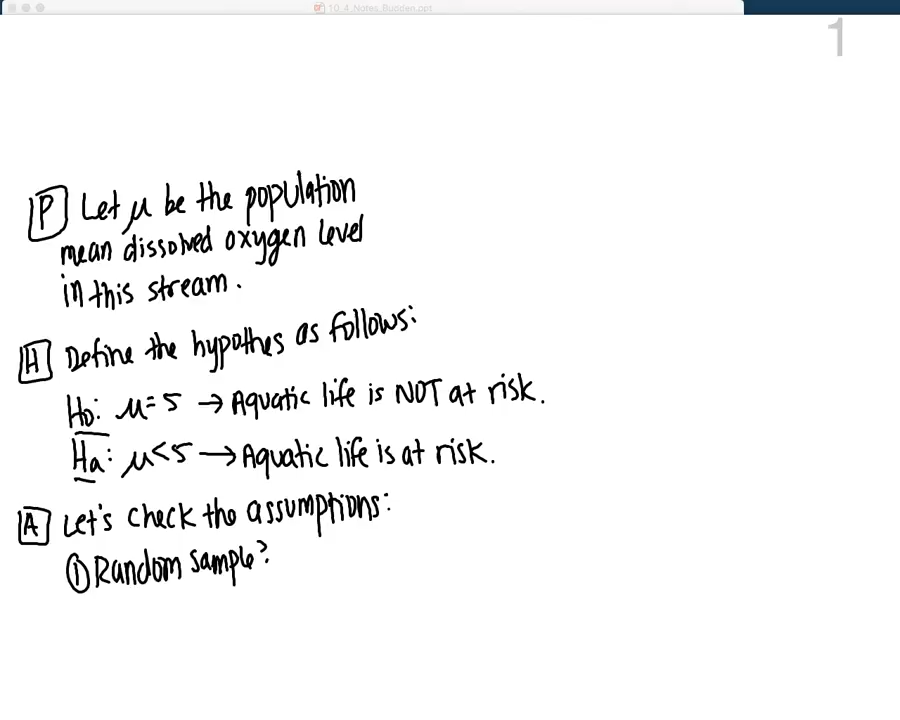 10_4_Notes_Budden.ppt
1
P Let μ be the population
mean dissolved oxygen level
in this stream.
H Define the hypothes as follows:
Ho: μ=5 → Aquatic life is NOT at risk.
Ha: μ<5 → Aquatic life is at risk.
A Let's check the assumptions:
① Random sample?